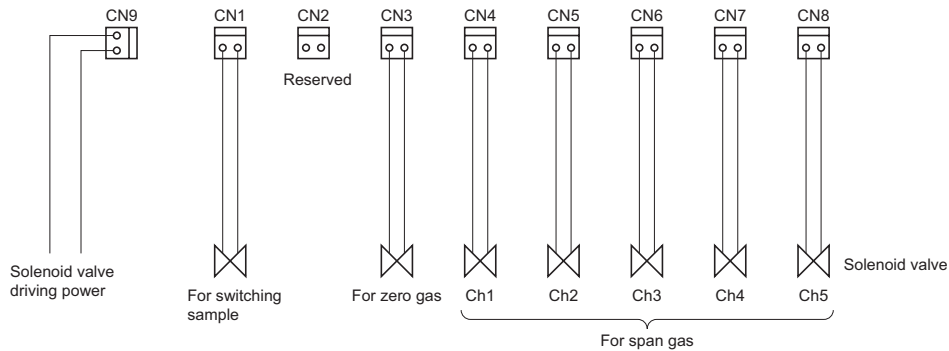 CN9 CN1 CN2 CN3 CN4 CN5 CN6 CN7 CN8
Reserved
Solenoid valve
driving power
For switching
sample
For zero gas
Ch1 Ch2 Ch3 Ch4 Ch5
Solenoid valve
For span gas